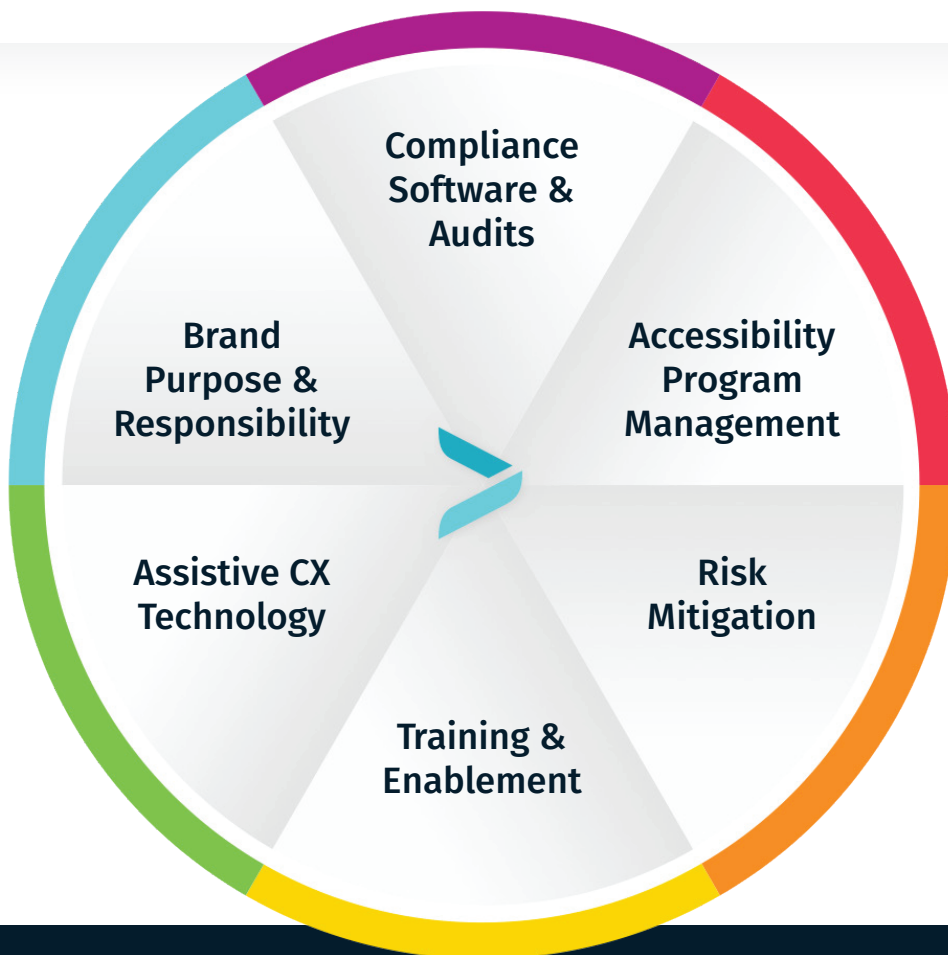 Compliance
Software &
Audits
Accessibility
Program
Management
Risk
Mitigation
Training &
Enablement
Assistive CX
Technology
Brand
Purpose &
Responsibility